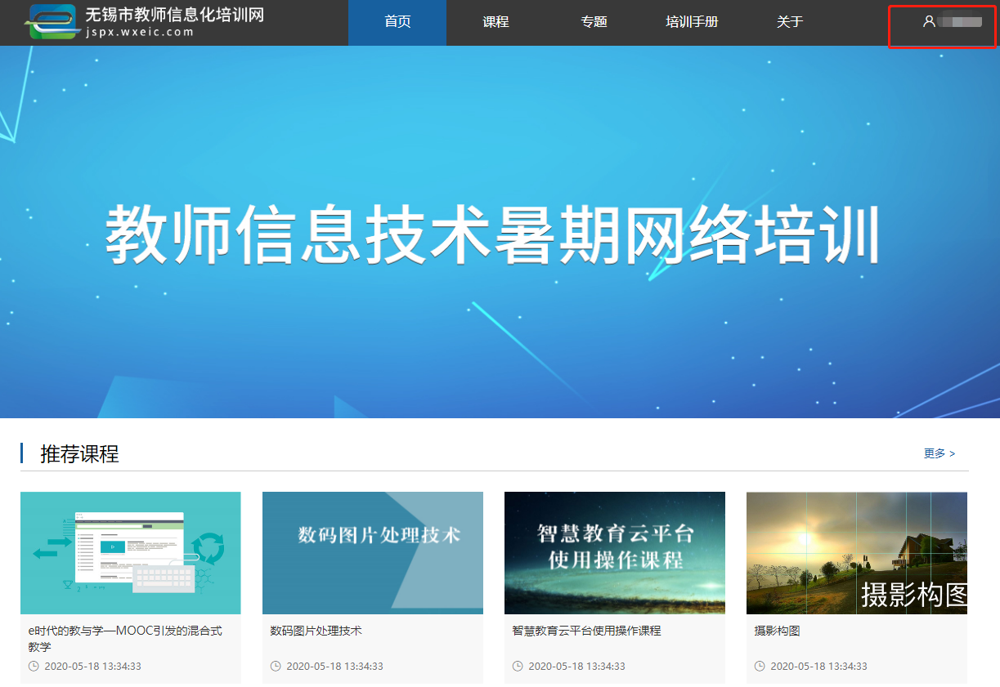 无锡市教师信息化培训网
jspx.wxeic.com
首页
课程
专题
培训手册
关于
教师信息技术暑期网络培训
推荐课程
更多 >
数码图片处理技术
智慧教育云平台
使用操作课程
摄影构图
e时代的教与学—MOOC引发的混合式
教学
2020-05-18 13:34:33
数码图片处理技术
2020-05-18 13:34:33
智慧教育云平台使用操作课程
2020-05-18 13:34:33
摄影构图
2020-05-18 13:34:33